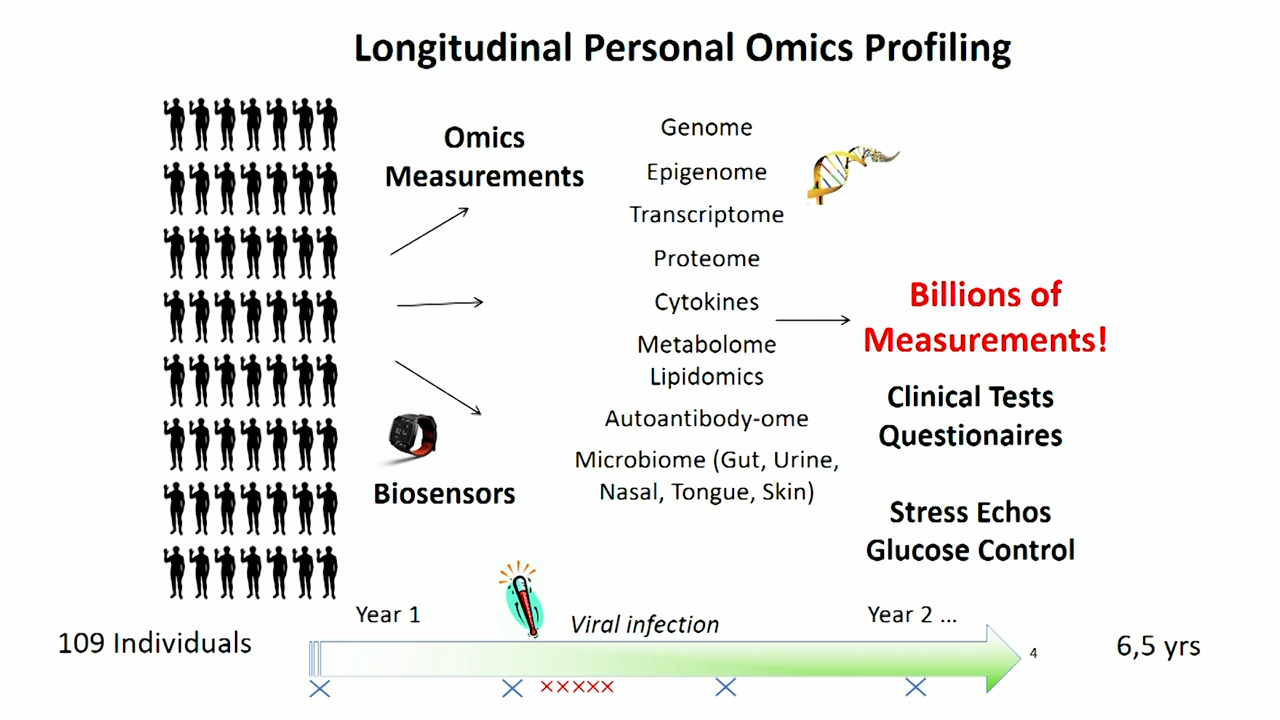 Longitudinal Personal Omics Profiling
Omics
Measurements
Genome
Epigenome
Transcriptome
Proteome
Cytokines
Metabolome
Lipidomics
Autoantibody-ome
Microbiome (Gut, Urine,
Nasal, Tongue, Skin)
Billions of
Measurements!
Clinical Tests
Questionaires
Stress Echos
Glucose Control
Biosensors
Year 1
Viral infection
Year 2 ...
109 Individuals
4
6,5 yrs